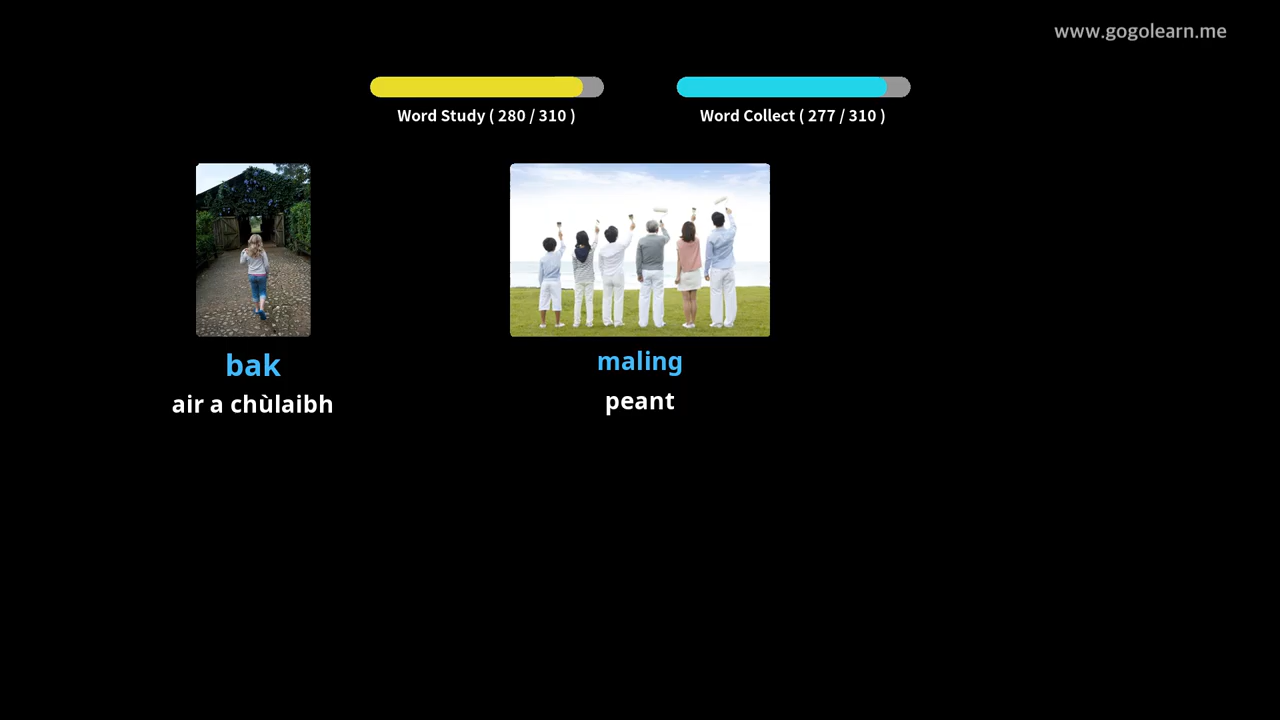 www.gogolearn.me
Word Study ( 280 / 310 )
Word Collect ( 277 / 310 )
bak
air a chùlaibh
maling
peant